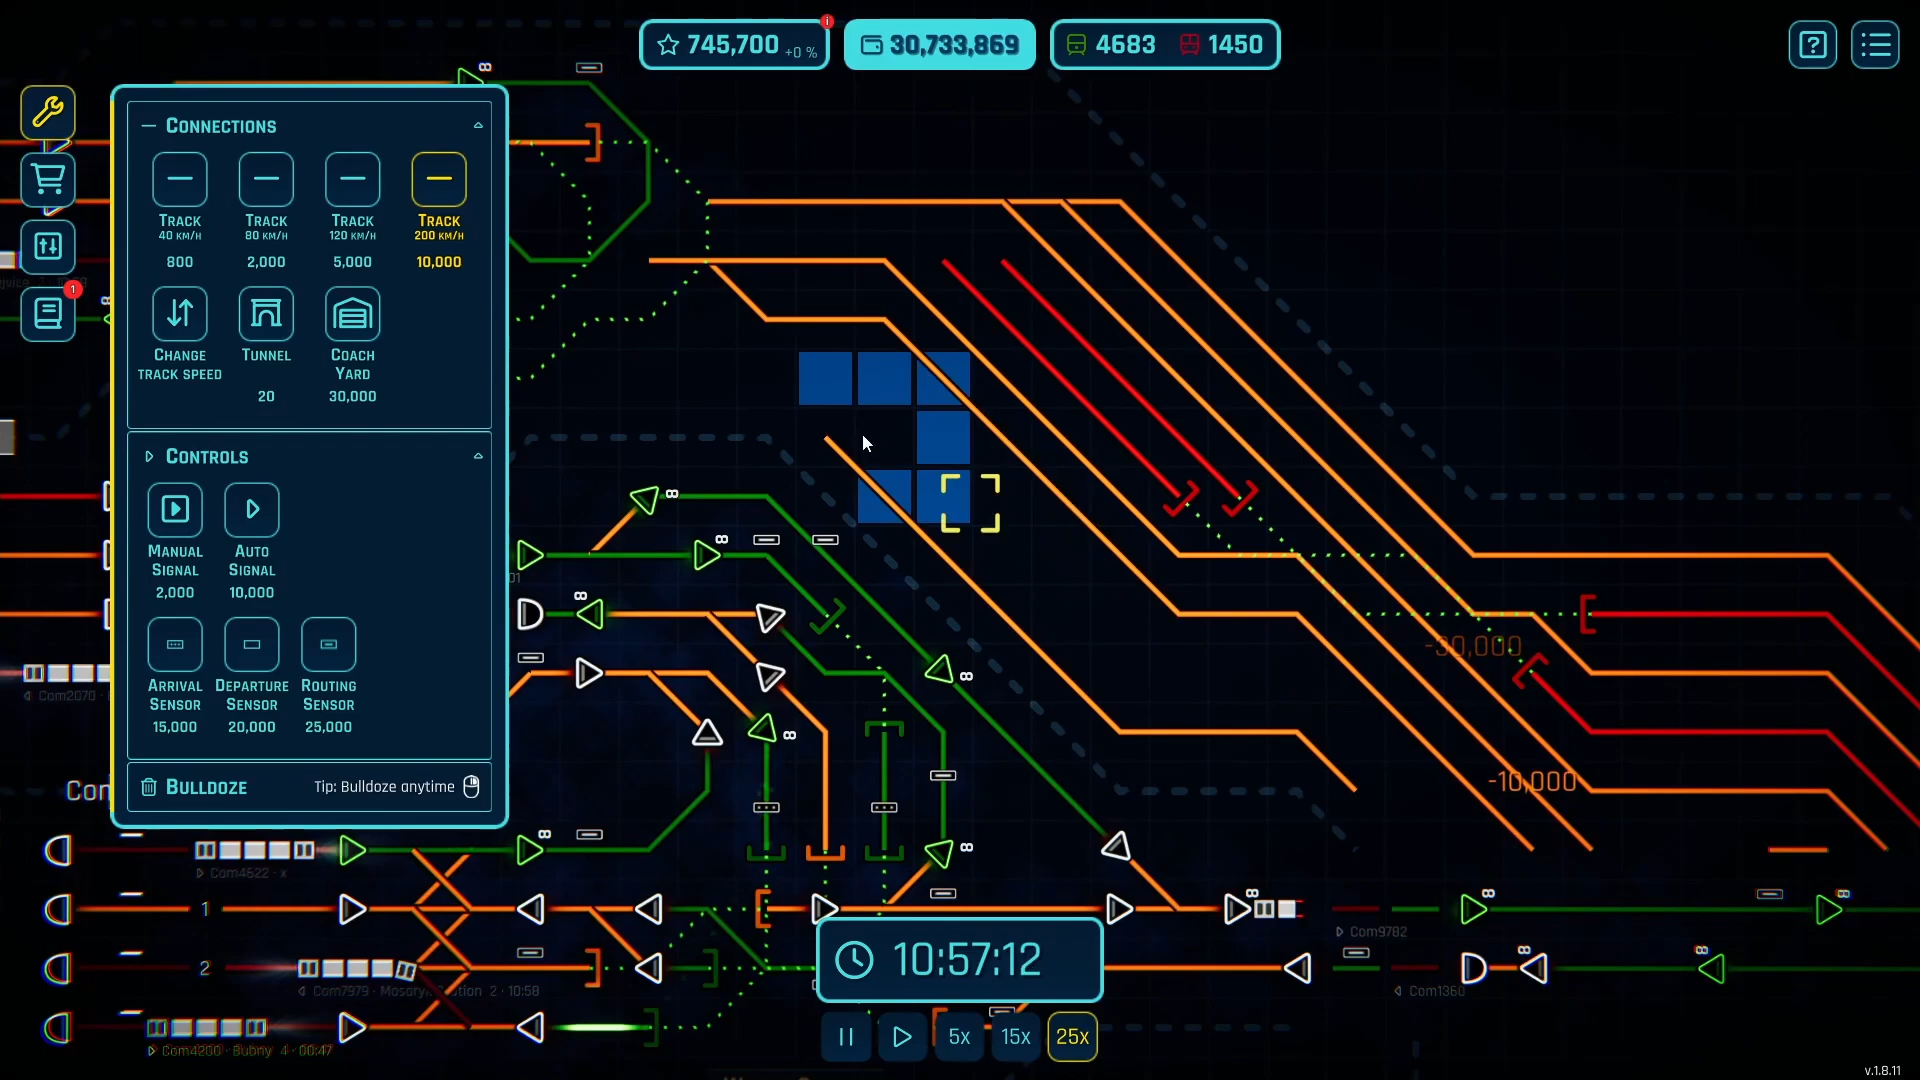 745,700 +0 %
30,733,869
4683 1450
CONNECTIONS
TRACK 40 KM/H 800
TRACK 80 KM/H 2,000
TRACK 120 KM/H 5,000
TRACK 200 KM/H 10,000
CHANGE TRACK SPEED
TUNNEL 20
COACH YARD 30,000
CONTROLS
MANUAL SIGNAL 2,000
AUTO SIGNAL 10,000
ARRIVAL SENSOR 15,000
DEPARTURE SENSOR 20,000
ROUTING SENSOR 25,000
BULLDOZE Tip: Bulldoze anytime
1
-30,000
-10,000
Com2070
Com4622 · x
1
2
Com9782
Com1360
10:58
Com4200 · Bubny 4 · 00:47
10:57:12
5x 15x 25x
v.1.8.11